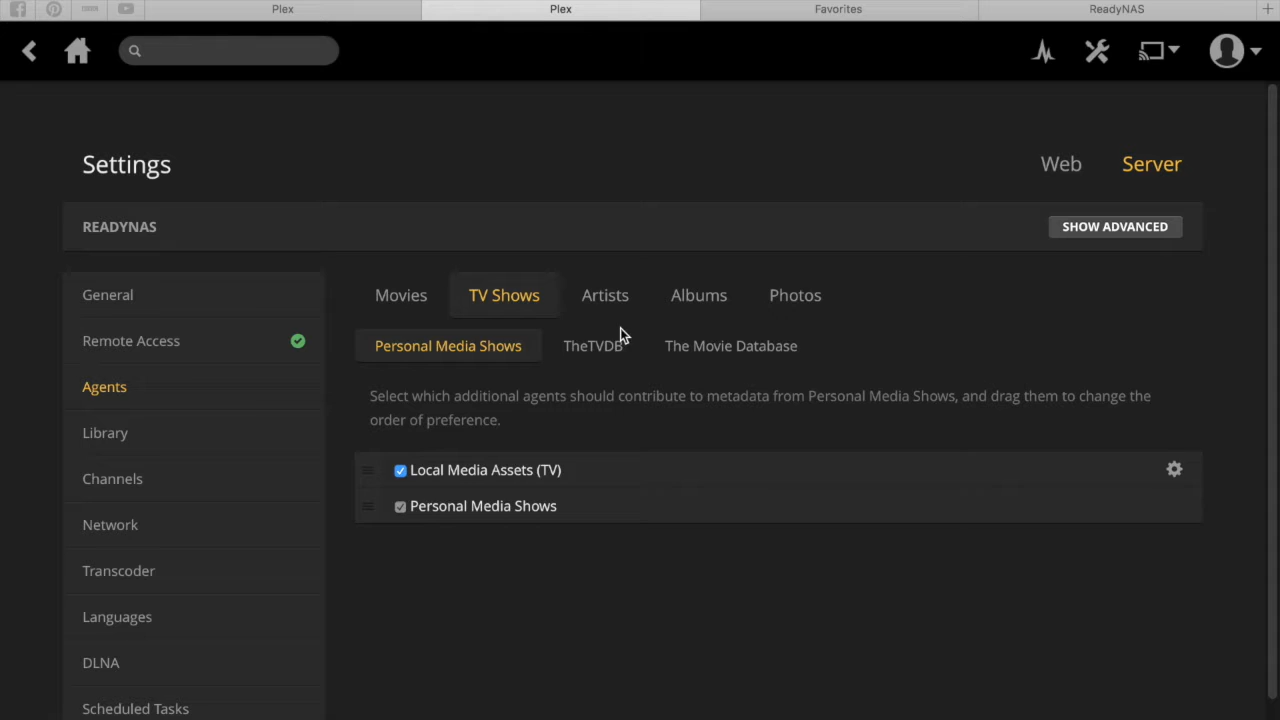 Plex
Plex
Favorites
ReadyNAS
Settings
Web
Server
READYNAS
SHOW ADVANCED
General
Remote Access
Agents
Library
Channels
Network
Transcoder
Languages
DLNA
Scheduled Tasks
Movies
TV Shows
Artists
Albums
Photos
Personal Media Shows
TheTVDB
The Movie Database
Select which additional agents should contribute to metadata from Personal Media Shows, and drag them to change the
order of preference.
Local Media Assets (TV)
Personal Media Shows